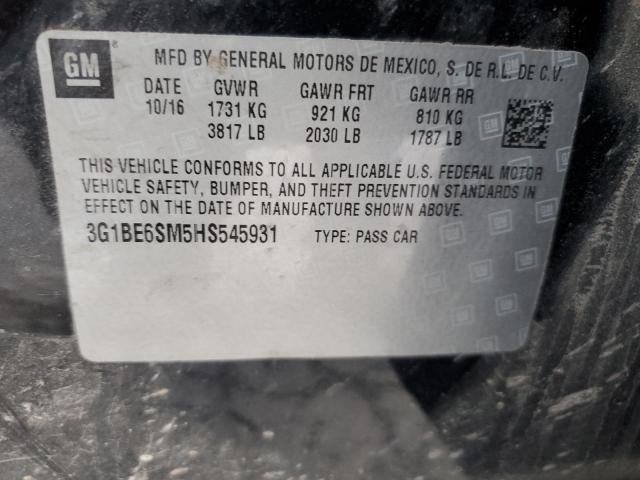 GM ®
MFD BY GENERAL MOTORS DE MEXICO, S. DE R.L. DE C.V.
DATE GVWR GAWR FRT GAWR RR
10/16 1731 KG 921 KG 810 KG
3817 LB 2030 LB 1787 LB
THIS VEHICLE CONFORMS TO ALL APPLICABLE U.S. FEDERAL MOTOR
VEHICLE SAFETY, BUMPER, AND THEFT PREVENTION STANDARDS IN
EFFECT ON THE DATE OF MANUFACTURE SHOWN ABOVE.
3G1BE6SM5HS545931 TYPE: PASS CAR